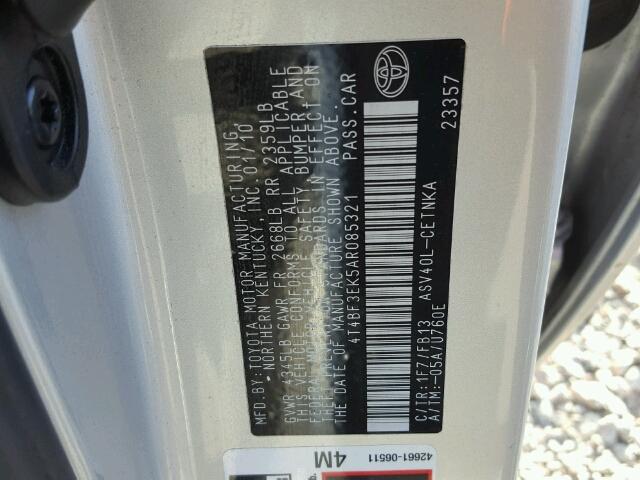 MFD.BY:TOYOTA MOTOR MANUFACTURING,
NORTHERN KENTUCKY, INC. 01/10
GVWR 4345LB GAWR FR 2668LB RR 2359LB
THIS VEHICLE CONFORMS TO ALL APPLICABLE
FEDERAL MOTOR VEHICLE SAFETY, BUMPER, AND
THEFT PREVENTION STANDARDS IN EFFECT ON
THE DATE OF MANUFACTURE SHOWN ABOVE.
4T4BF3EK5AR085321 PASS.CAR
C/TR:1F7/FB13 ASV40L-CETNKA
A/TM:-05A/U760E 23357
42661-06511
4M